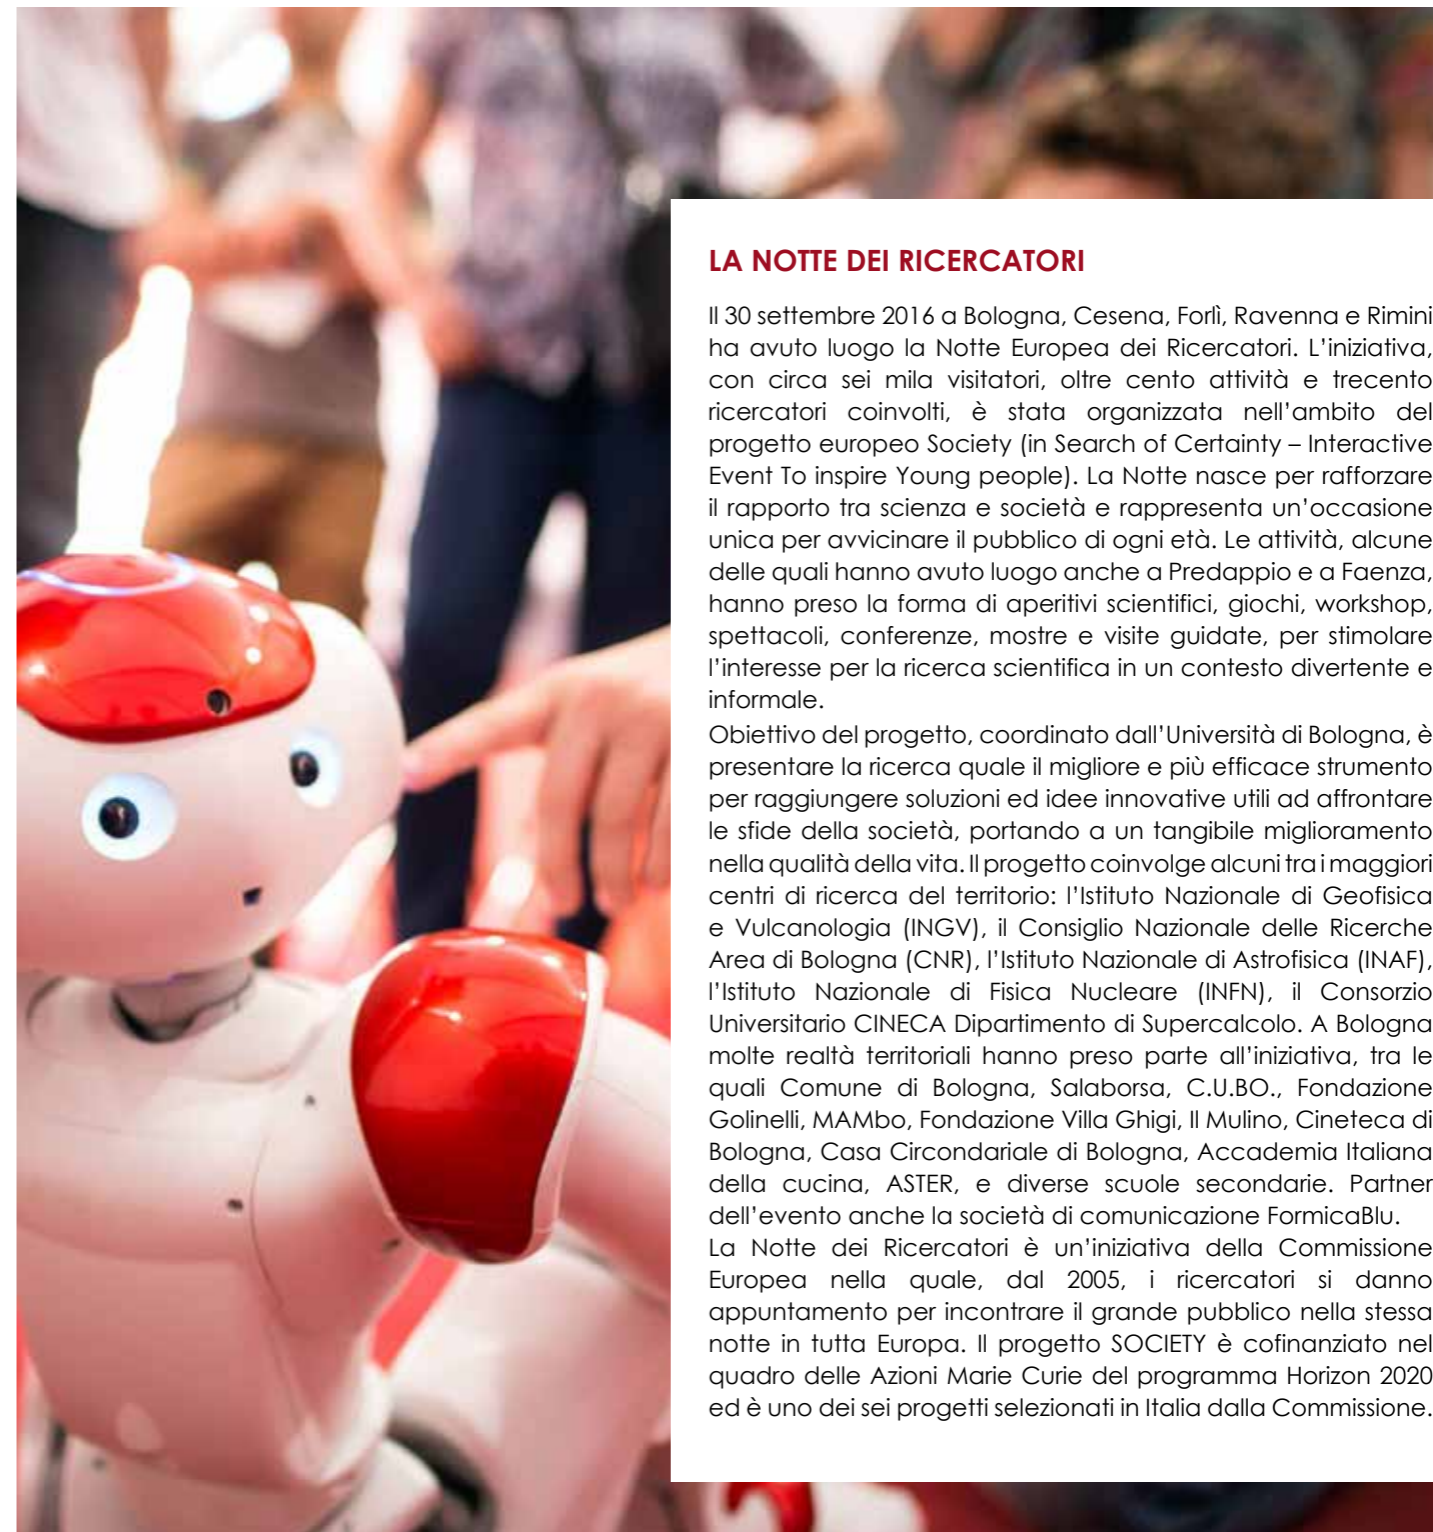 LA NOTTE DEI RICERCATORI
Il 30 settembre 2016 a Bologna, Cesena, Forlì, Ravenna e Rimini
ha avuto luogo la Notte Europea dei Ricercatori. L’iniziativa,
con circa sei mila visitatori, oltre cento attività e trecento
ricercatori coinvolti, è stata organizzata nell’ambito del
progetto europeo Society (in Search of Certainty – Interactive
Event To inspire Young people). La Notte nasce per rafforzare
il rapporto tra scienza e società e rappresenta un’occasione
unica per avvicinare il pubblico di ogni età. Le attività, alcune
delle quali hanno avuto luogo anche a Predappio e a Faenza,
hanno preso la forma di aperitivi scientifici, giochi, workshop,
spettacoli, conferenze, mostre e visite guidate, per stimolare
l’interesse per la ricerca scientifica in un contesto divertente e
informale.
Obiettivo del progetto, coordinato dall’Università di Bologna, è
presentare la ricerca quale il migliore e più efficace strumento
per raggiungere soluzioni ed idee innovative utili ad affrontare
le sfide della società, portando a un tangibile miglioramento
nella qualità della vita. Il progetto coinvolge alcuni tra i maggiori
centri di ricerca del territorio: l’Istituto Nazionale di Geofisica
e Vulcanologia (INGV), il Consiglio Nazionale delle Ricerche
Area di Bologna (CNR), l’Istituto Nazionale di Astrofisica (INAF),
l’Istituto Nazionale di Fisica Nucleare (INFN), il Consorzio
Universitario CINECA Dipartimento di Supercalcolo. A Bologna
molte realtà territoriali hanno preso parte all’iniziativa, tra le
quali Comune di Bologna, Salaborsa, C.U.BO., Fondazione
Golinelli, MAMbo, Fondazione Villa Ghigi, Il Mulino, Cineteca di
Bologna, Casa Circondariale di Bologna, Accademia Italiana
della cucina, ASTER, e diverse scuole secondarie. Partner
dell’evento anche la società di comunicazione FormicaBlu.
La Notte dei Ricercatori è un’iniziativa della Commissione
Europea nella quale, dal 2005, i ricercatori si danno
appuntamento per incontrare il grande pubblico nella stessa
notte in tutta Europa. Il progetto SOCIETY è cofinanziato nel
quadro delle Azioni Marie Curie del programma Horizon 2020
ed è uno dei sei progetti selezionati in Italia dalla Commissione.